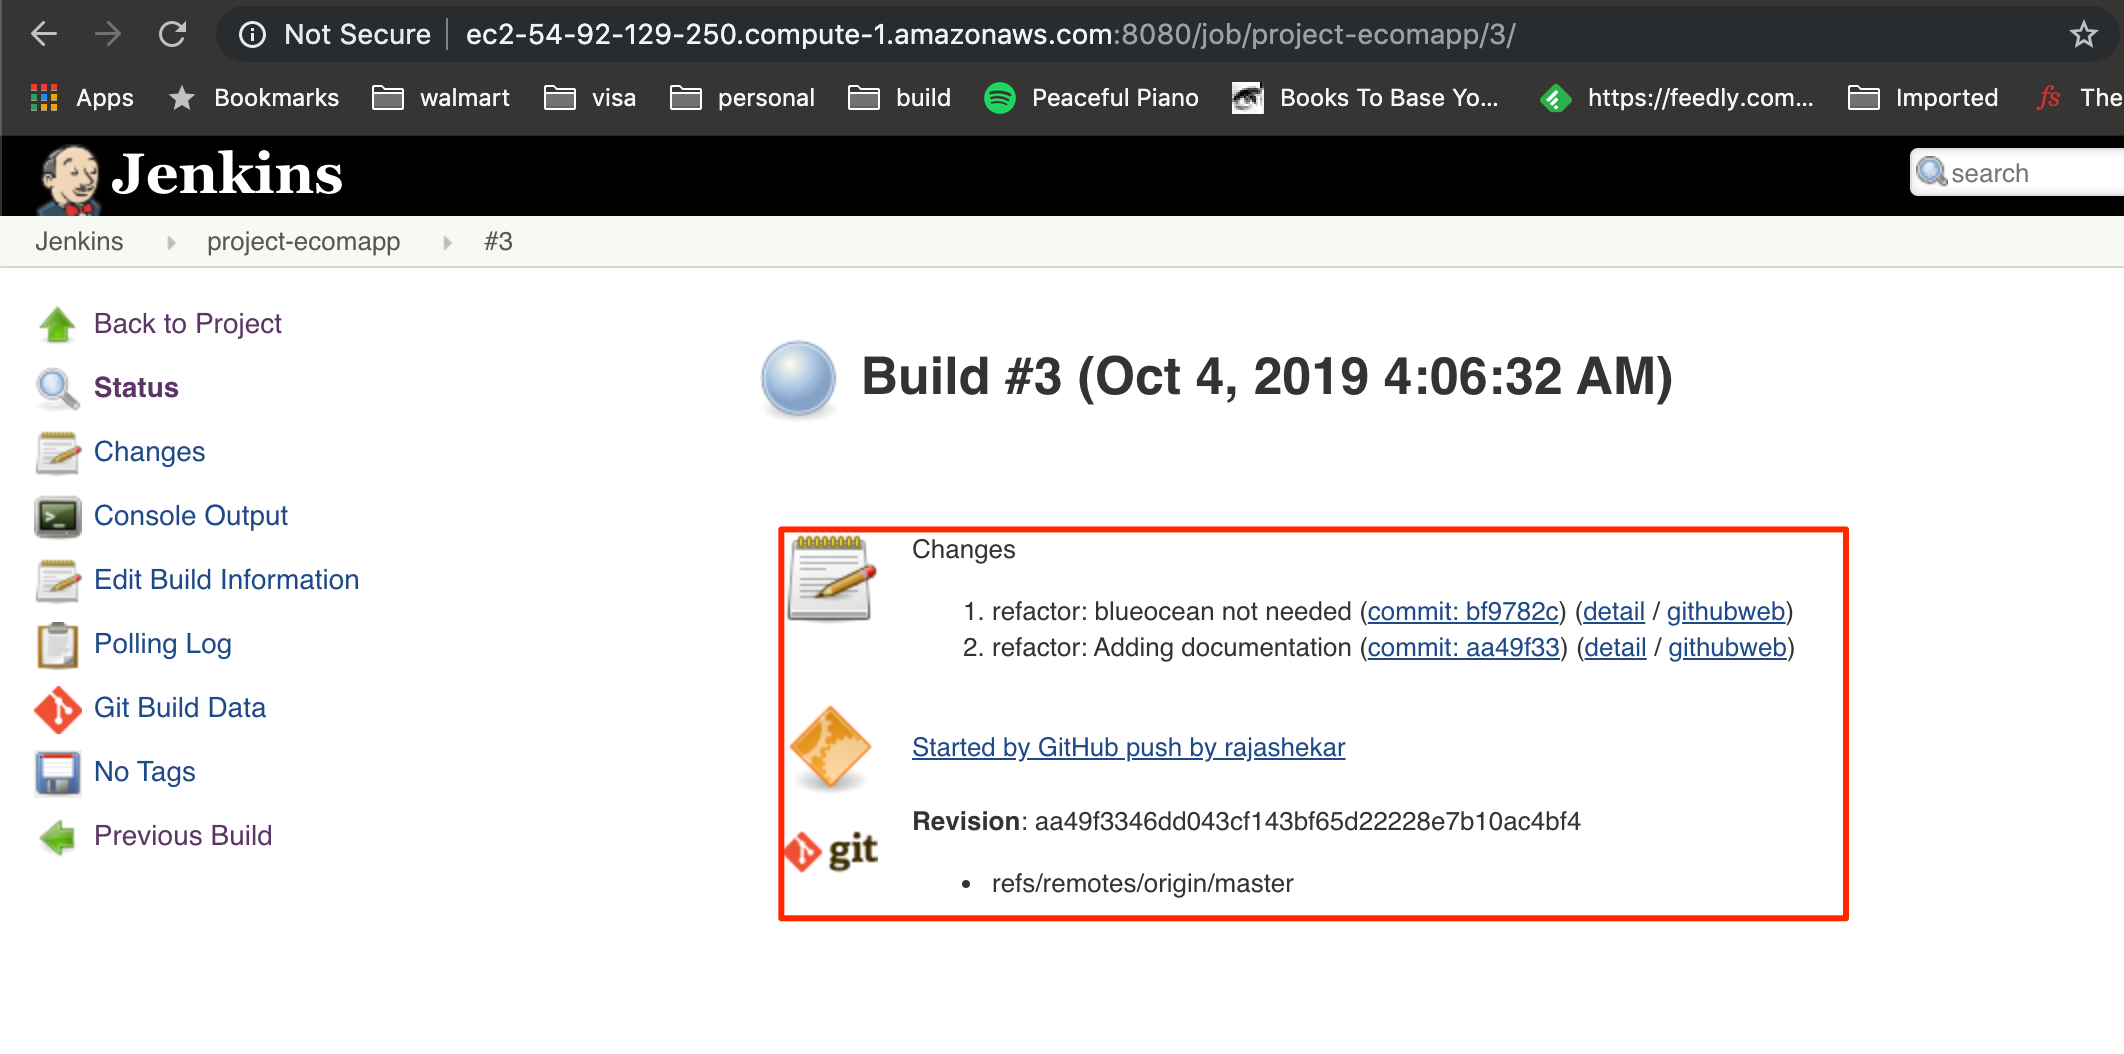 Not Secure ec2-54-92-129-250.compute-1.amazonaws.com:8080/job/project-ecomapp/3/
Apps Bookmarks walmart visa personal build Peaceful Piano Books To Base Yo... https://feedly.com... Imported fs The
Jenkins search
Jenkins project-ecomapp #3
Back to Project
Status
Changes
Console Output
Edit Build Information
Polling Log
Git Build Data
No Tags
Previous Build
Build #3 (Oct 4, 2019 4:06:32 AM)
Changes
1. refactor: blueocean not needed (commit: bf9782c) (detail / githubweb)
2. refactor: Adding documentation (commit: aa49f33) (detail / githubweb)
Started by GitHub push by rajashekar
Revision: aa49f3346dd043cf143bf65d22228e7b10ac4bf4
git
• refs/remotes/origin/master